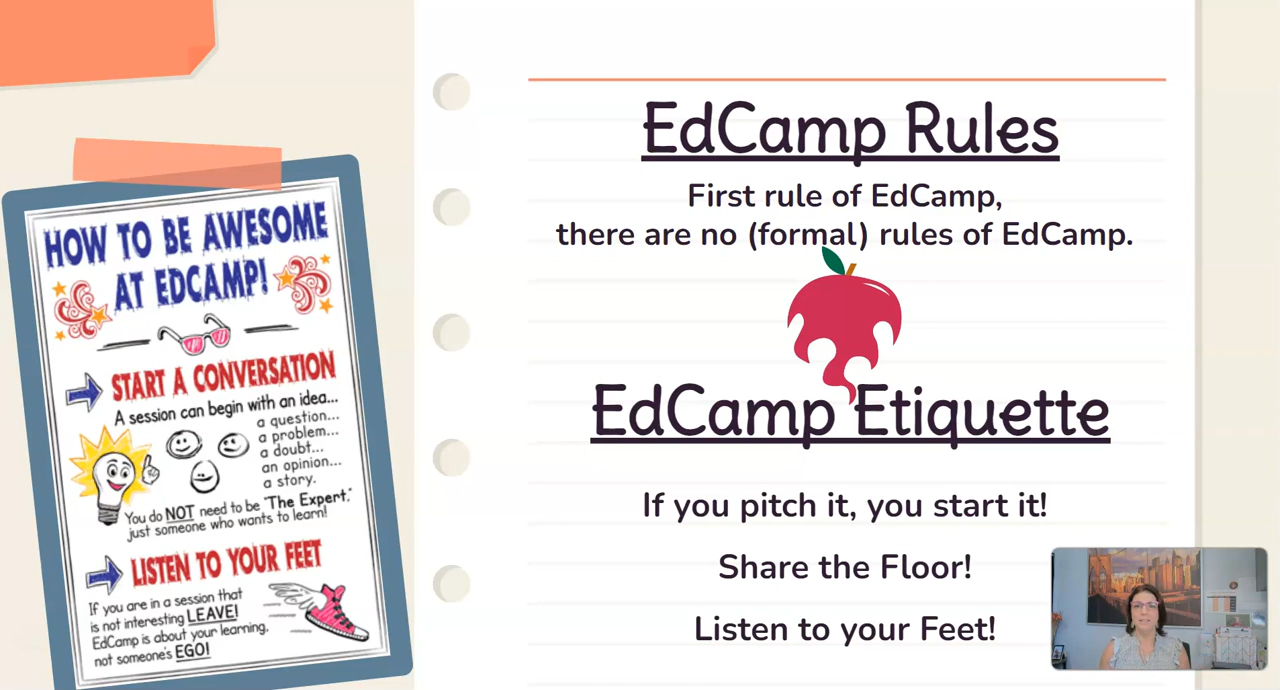 HOW TO BE AWESOME
AT EDCAMP!
START A CONVERSATION
A session can begin with an idea...
a question...
a problem...
a doubt...
an opinion...
a story.
You do NOT need to be "The Expert."
just someone who wants to learn!
LISTEN TO YOUR FEET
If you are in a session that
is not interesting LEAVE!
EdCamp is about your learning,
not someone's EGO!
EdCamp Rules
First rule of EdCamp,
there are no (formal) rules of EdCamp.
EdCamp Etiquette
If you pitch it, you start it!
Share the Floor!
Listen to your Feet!